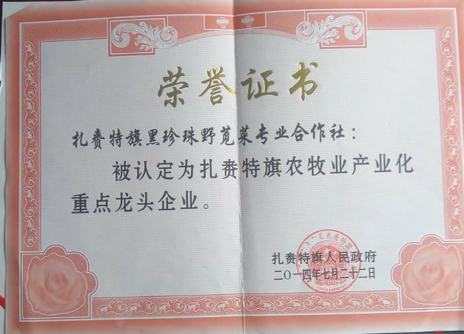 荣誉证书
扎赉特旗黑珍珠野苋菜专业合作社：
被认定为扎赉特旗农牧业产业化
重点龙头企业。
扎赉特旗人民政府
二〇一四年七月二十二日